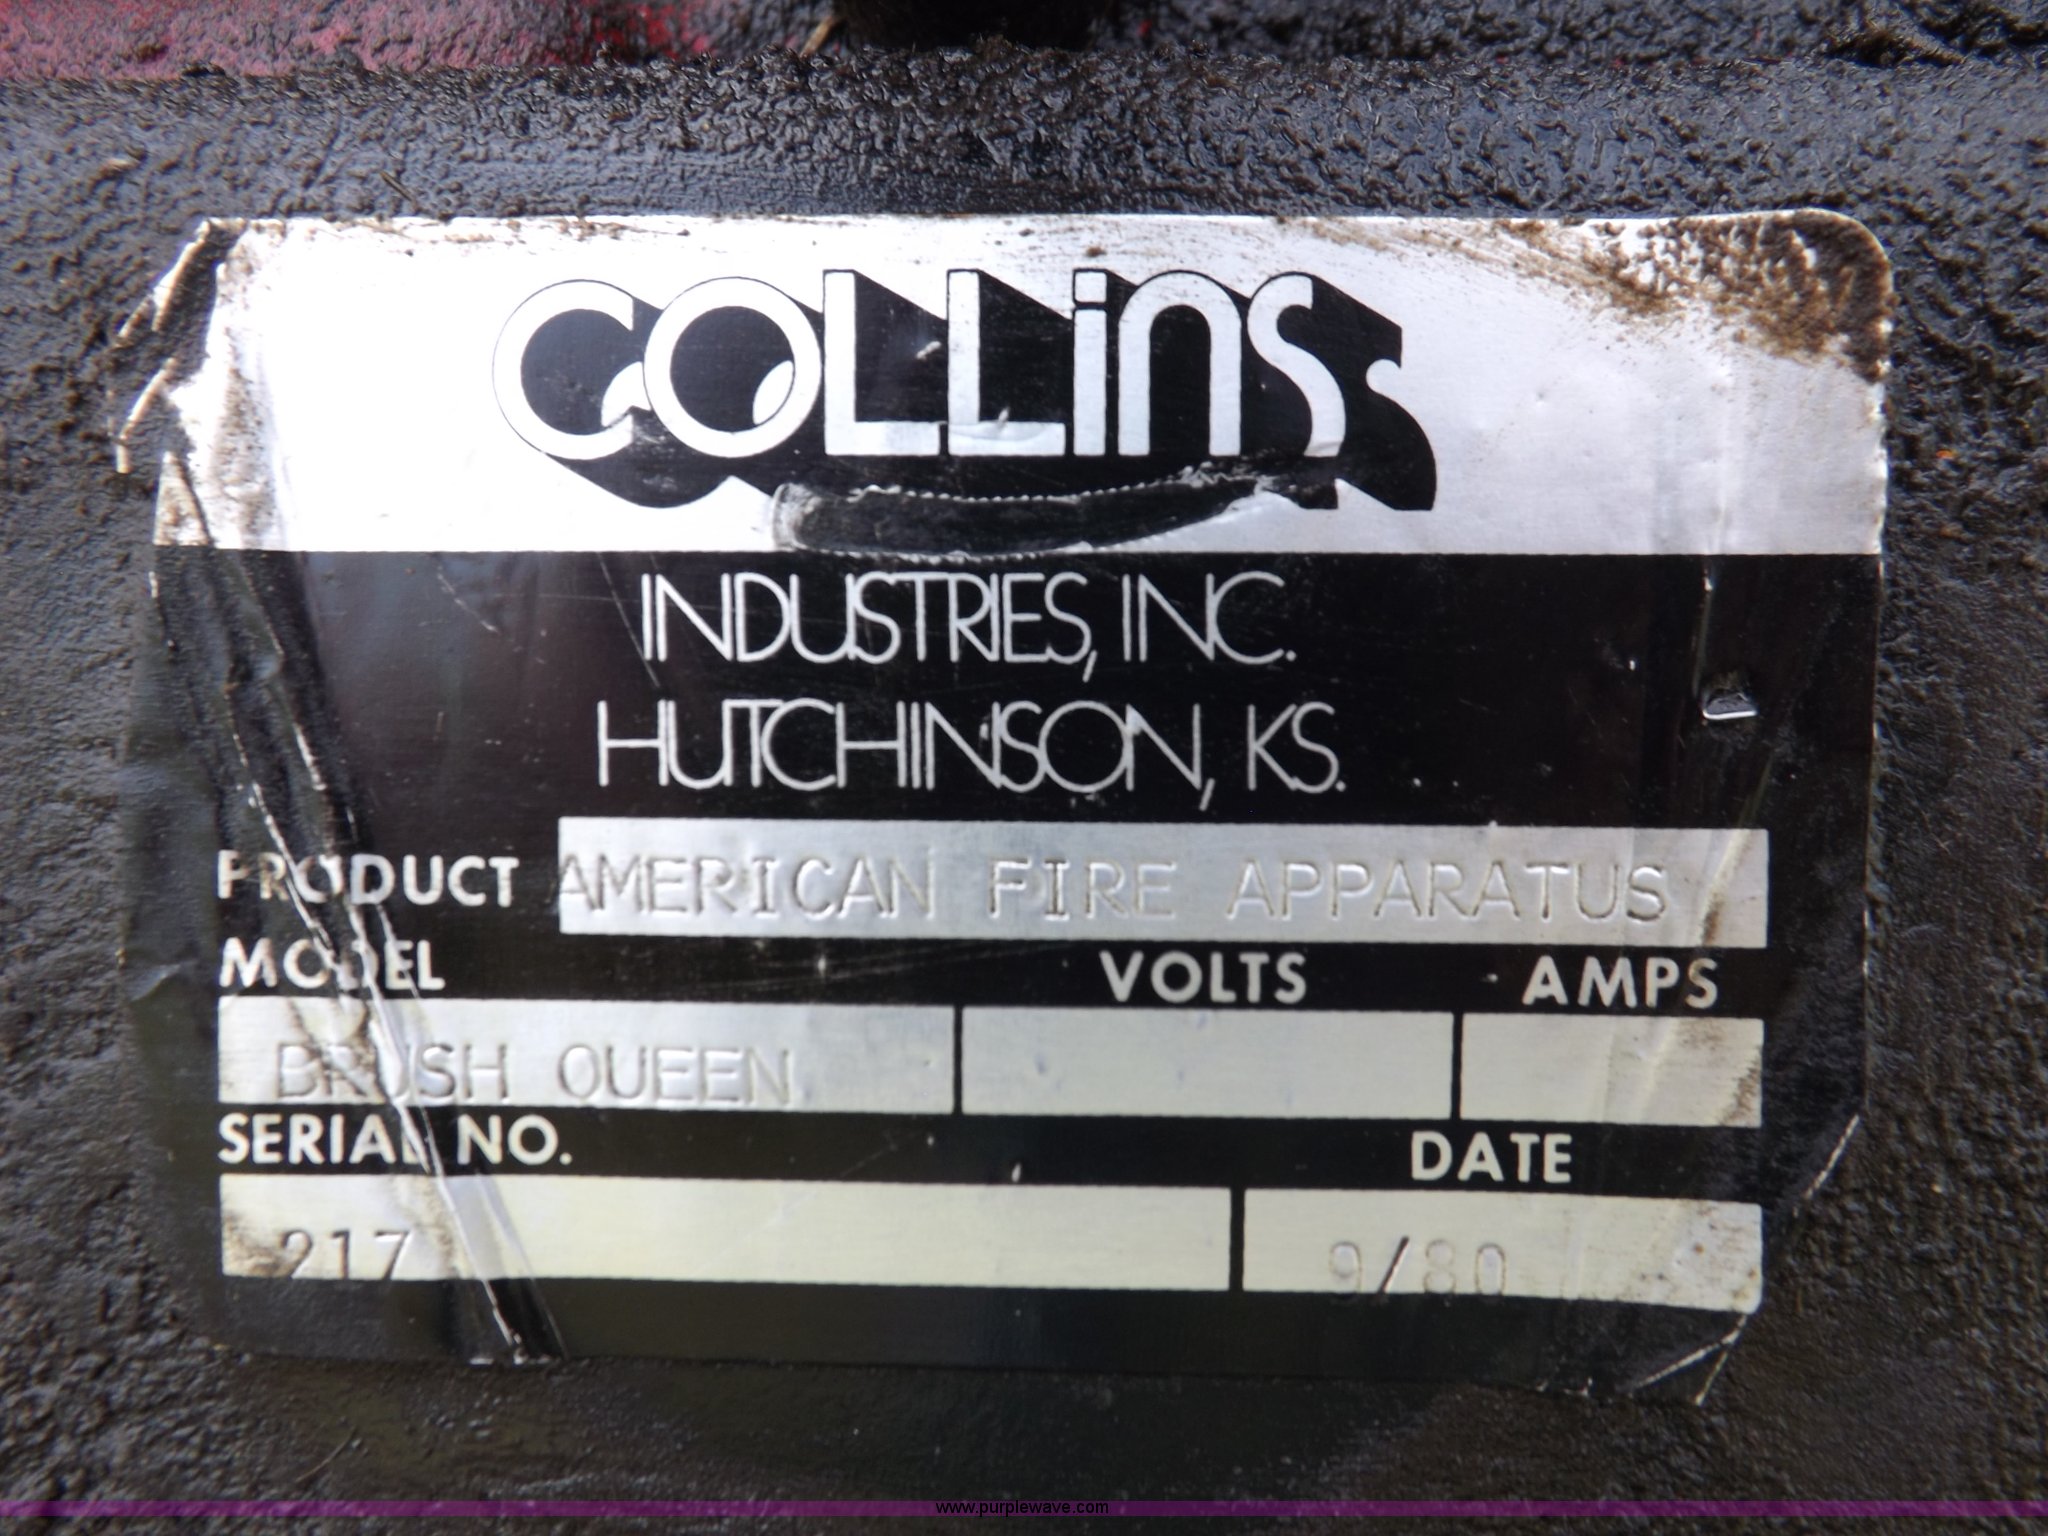 COLLiNS
INDUSTRIES, INC.
HUTCHINSON, KS.
PRODUCT AMERICAN FIRE APPARATUS
MODEL VOLTS AMPS
BRUSH QUEEN
SERIAL NO. DATE
217 9/80
www.purplewave.com